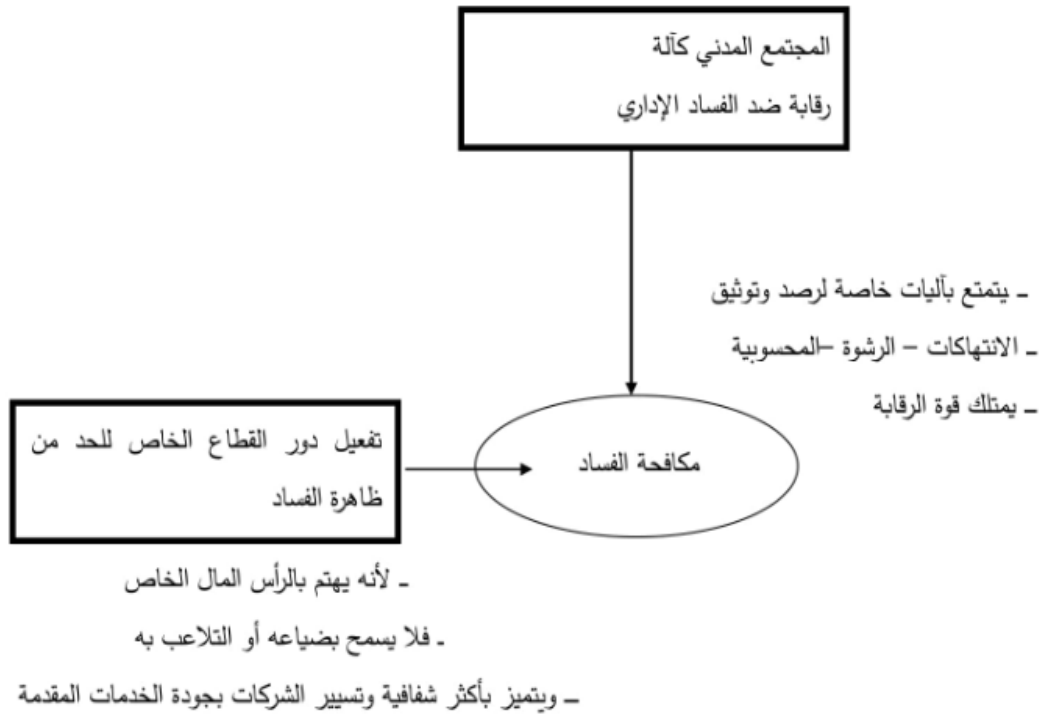 المجتمع المدني كآلة
رقابة ضد الفساد الإداري
ـ يتمتع بآليات خاصة لرصد وتوثيق
ـ الانتهاكات – الرشوة –المحسوبية
ـ يمتلك قوة الرقابة
تفعيل دور القطاع الخاص للحد من
ظاهرة الفساد
مكافحة الفساد
ـ لأنه يهتم بالرأس المال الخاص
ـ فلا يسمح بضياعه أو التلاعب به
ــ ويتميز بأكثر شفافية وتسيير الشركات بجودة الخدمات المقدمة